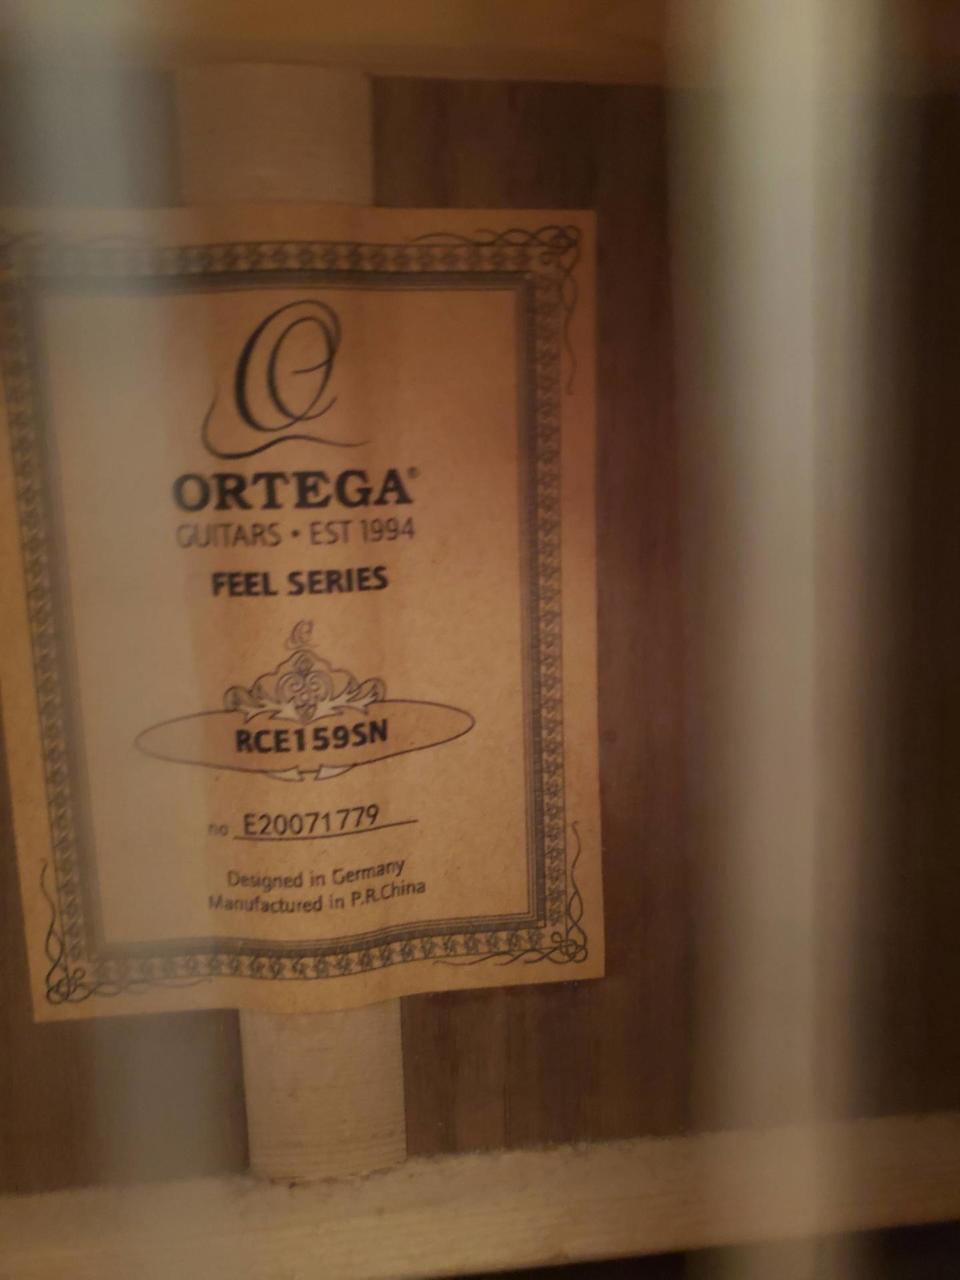 ORTEGA®
GUITARS • EST 1994
FEEL SERIES
RCE159SN
no E20071779
Designed in Germany
Manufactured in P.R.China